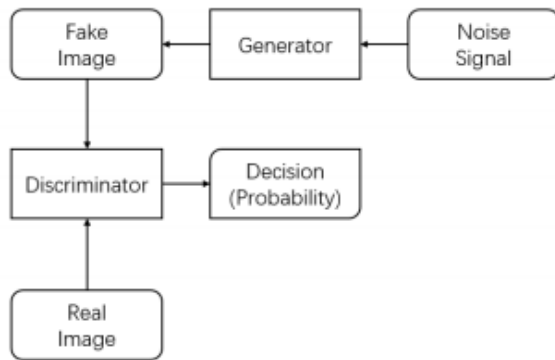 Fake
Image
Generator
Noise
Signal
Discriminator
Decision
(Probability)
Real
Image